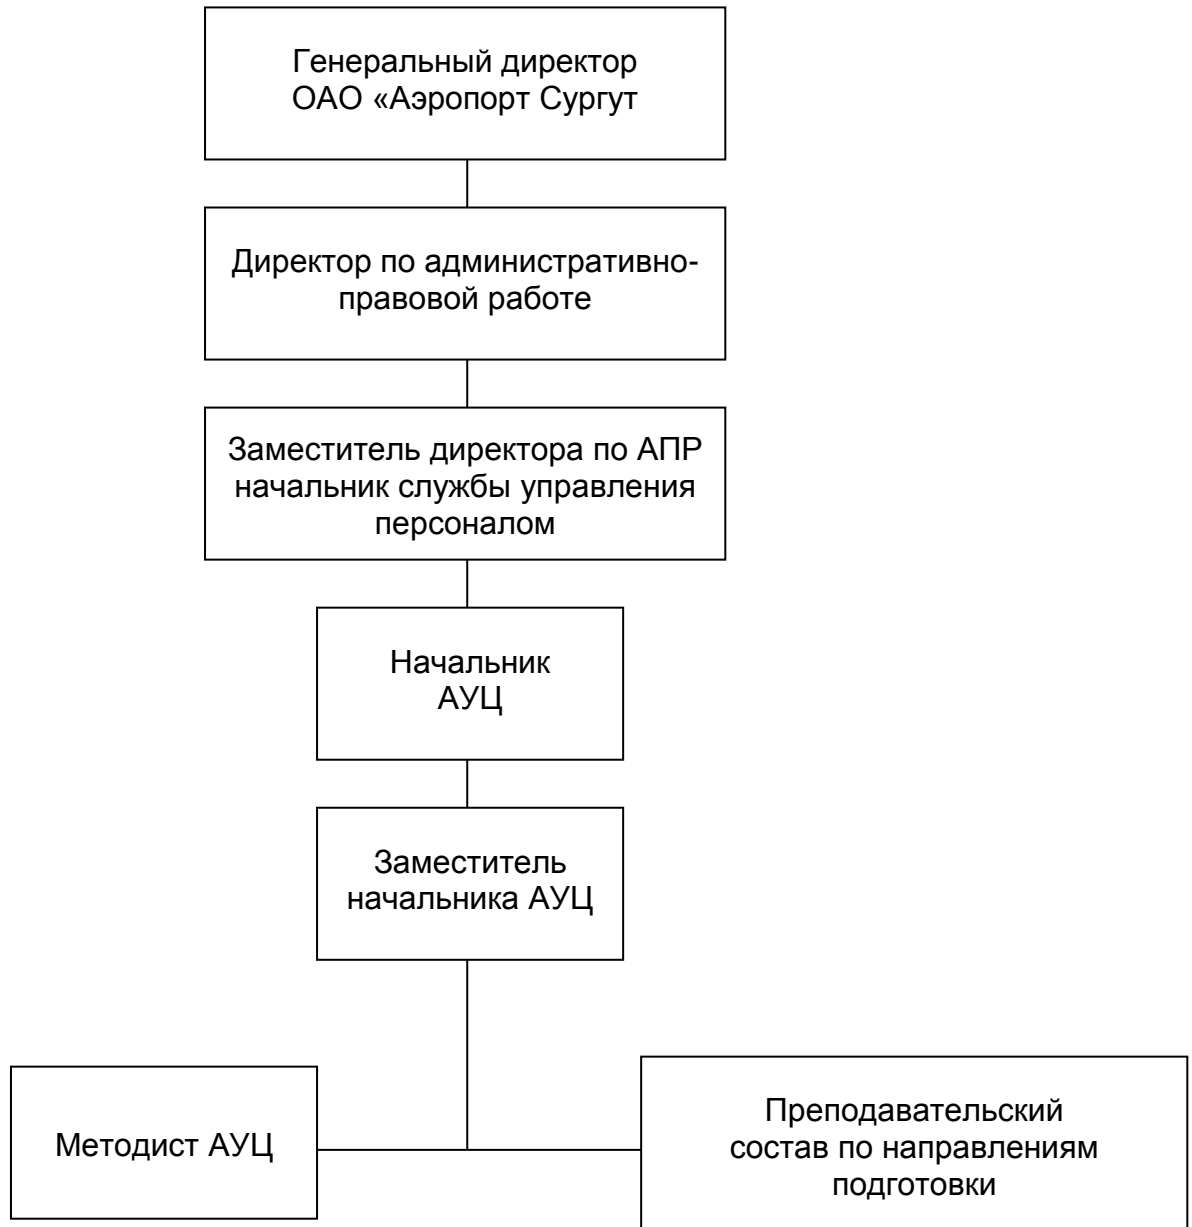 Генеральный директор
ОАО «Аэропорт Сургут
Директор по административно-
правовой работе
Заместитель директора по АПР
начальник службы управления
персоналом
Начальник
АУЦ
Заместитель
начальника АУЦ
Методист АУЦ
Преподавательский
состав по направлениям
подготовки